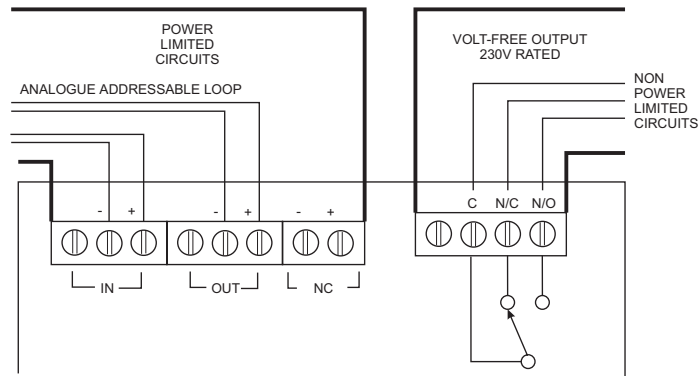 POWER
LIMITED
CIRCUITS
ANALOGUE ADDRESSABLE LOOP
VOLT-FREE OUTPUT
230V RATED
NON
POWER
LIMITED
CIRCUITS
- + - + - +
C N/C N/O
IN OUT NC